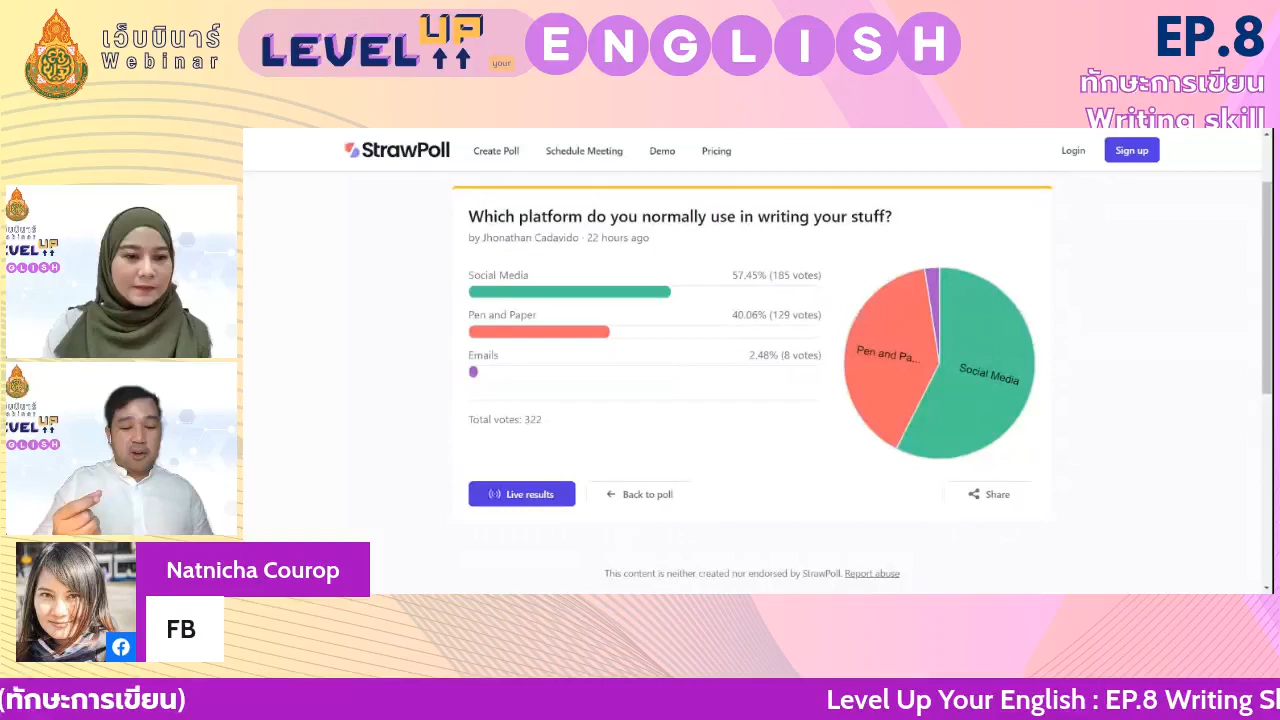 เว็บบินาร์
Webinar
LEVEL UP your ENGLISH
EP.8
ทักษะการเขียน
Writing skill
StrawPoll
Create Poll
Schedule Meeting
Demo
Pricing
Login
Sign up
Which platform do you normally use in writing your stuff?
by Jhonathan Cadavido · 22 hours ago
Social Media
57.45% (185 votes)
Pen and Paper
40.06% (129 votes)
Emails
2.48% (8 votes)
Total votes: 322
Pen and Pa...
Social Media
Live results
Back to poll
Share
This content is neither created nor endorsed by StrawPoll. Report abuse
Natnicha Courop
FB
(ทักษะการเขียน)
Level Up Your English : EP.8 Writing